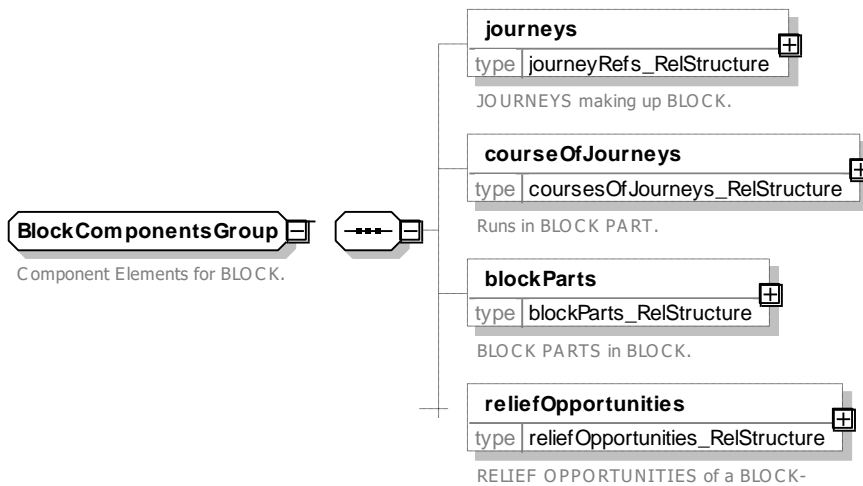 journeys
type journeyRefs_RelStructure
JOURNEYS making up BLOCK.
courseOfJourneys
type coursesOfJourneys_RelStructure
Runs in BLOCK PART.
BlockComponentsGroup
Component Elements for BLOCK.
blockParts
type blockParts_RelStructure
BLOCK PARTS in BLOCK.
reliefOpportunities
type reliefOpportunities_RelStructure
RELIEF OPPORTUNITIES of a BLOCK-